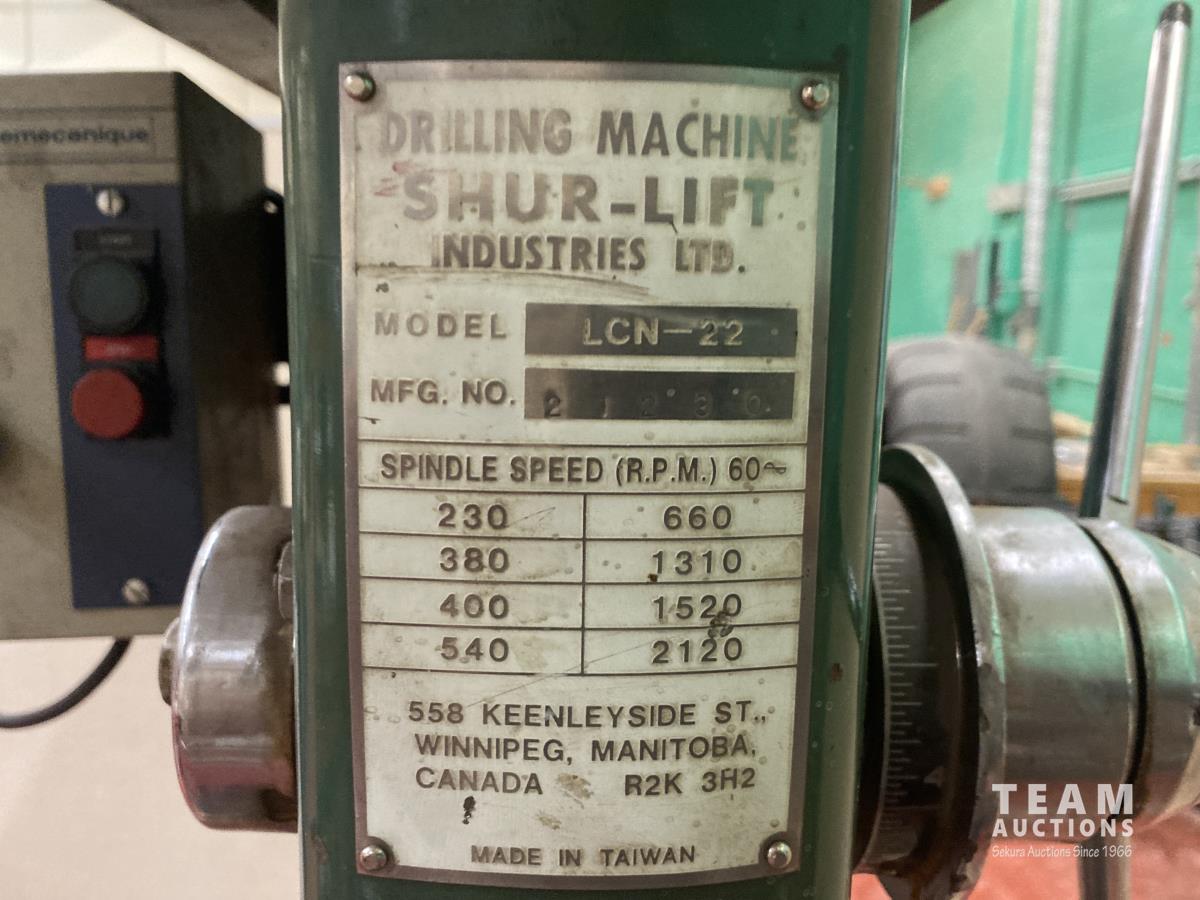 emecanique
DRILLING MACHINE
SHUR-LIFT
INDUSTRIES LTD.
MODEL LCN-22
MFG. NO. 21230
SPINDLE SPEED (R.P.M.) 60~
230 660
380 1310
400 1520
540 2120
558 KEENLEYSIDE ST.,
WINNIPEG, MANITOBA,
CANADA R2K 3H2
MADE IN TAIWAN
TEAM
AUCTIONS
Sekura Auctions Since 1966